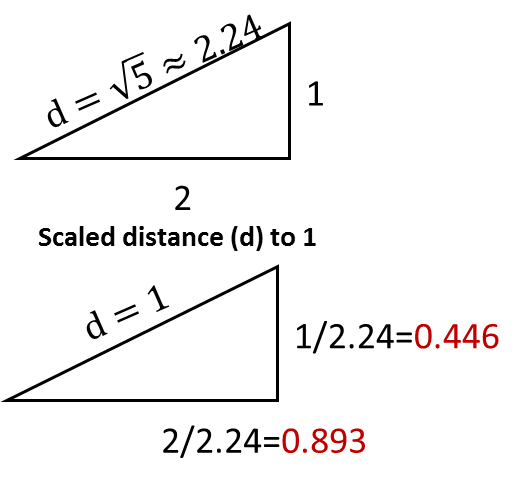 d = √5 ≈ 2.24
1
2
Scaled distance (d) to 1
d = 1
1/2.24=0.446
2/2.24=0.893